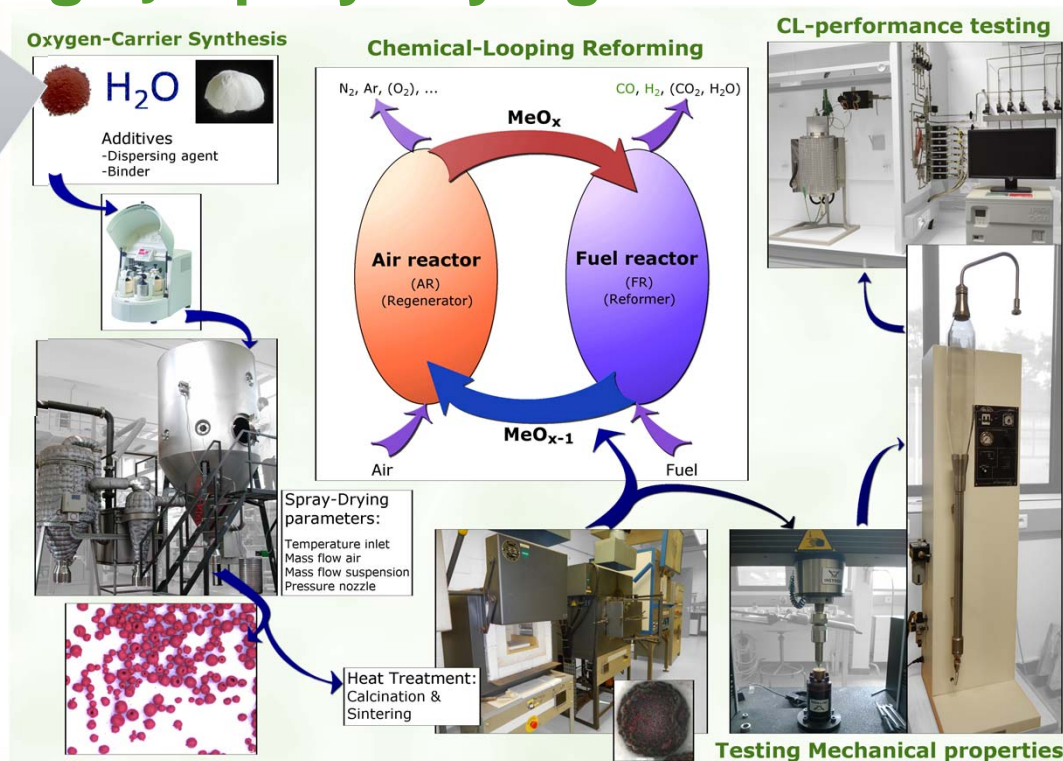 Oxygen-Carrier Synthesis
H₂O
Additives
-Dispersing agent
-Binder
Spray-Drying
parameters:
Temperature inlet
Mass flow air
Mass flow suspension
Pressure nozzle
Heat Treatment:
Calcination &
Sintering
Chemical-Looping Reforming
N₂, Ar, (O₂), ...
CO, H₂, (CO₂, H₂O)
MeOₓ
Air reactor
(AR)
(Regenerator)
Fuel reactor
(FR)
(Reformer)
MeOₓ₋₁
Air
Fuel
CL-performance testing
Testing Mechanical properties